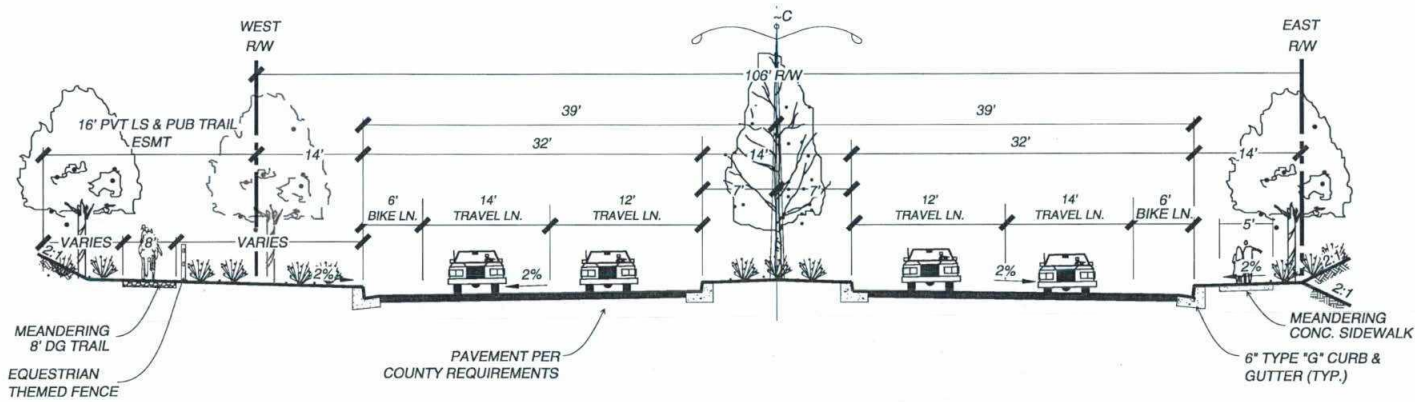 WEST
R/W
~C
EAST
R/W
106' R/W
39'
39'
16' PVT LS & PUB TRAIL
ESMT
14'
32'
14'
32'
14'
7'
7'
6'
BIKE LN.
14'
TRAVEL LN.
12'
TRAVEL LN.
12'
TRAVEL LN.
14'
TRAVEL LN.
6'
BIKE LN.
5'
VARIES
8'
VARIES
2:1
2%
2%
2%
2%
2:1
2:1
MEANDERING
8' DG TRAIL
EQUESTRIAN
THEMED FENCE
PAVEMENT PER
COUNTY REQUIREMENTS
MEANDERING
CONC. SIDEWALK
6" TYPE "G" CURB &
GUTTER (TYP.)